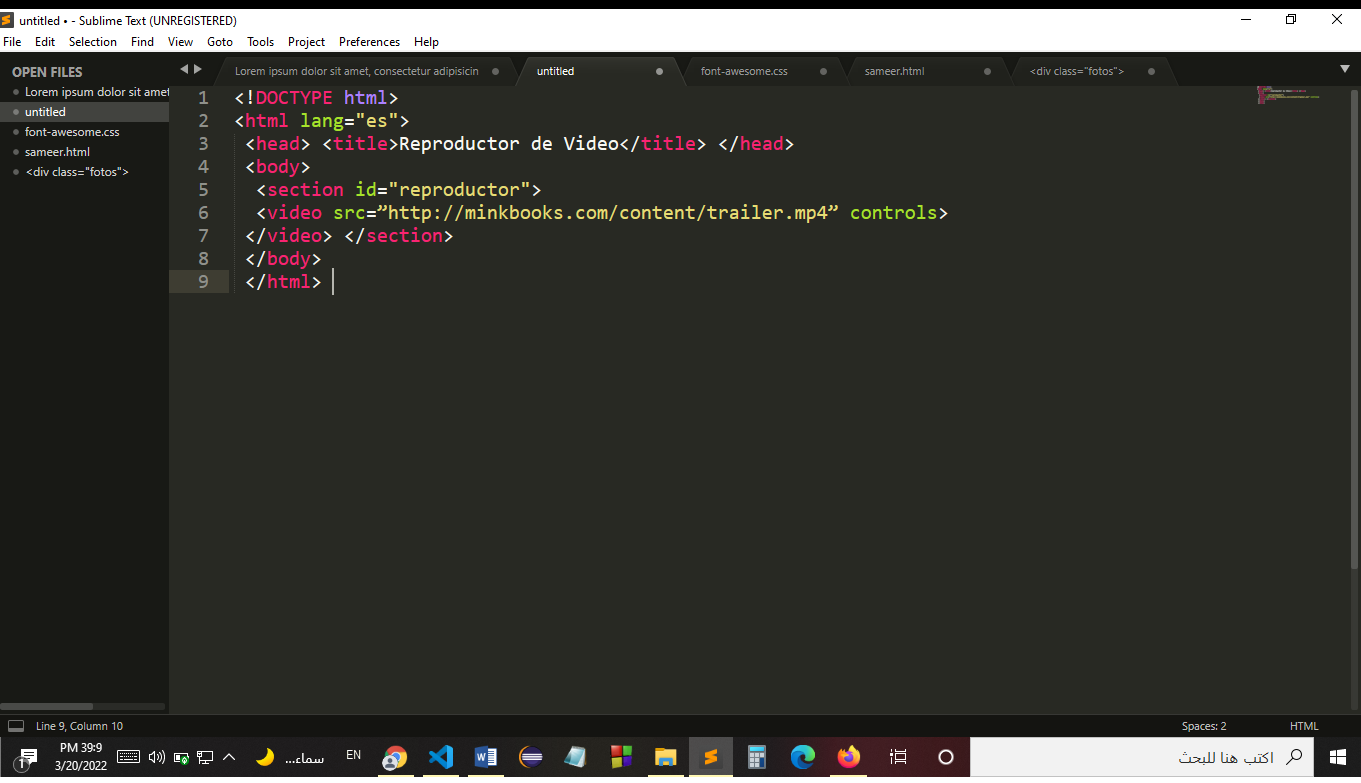 untitled • - Sublime Text (UNREGISTERED)
File Edit Selection Find View Goto Tools Project Preferences Help
OPEN FILES
Lorem ipsum dolor sit amet
untitled
font-awesome.css
sameer.html
<div class="fotos">
Lorem ipsum dolor sit amet, consectetur adipisicin
untitled
font-awesome.css
sameer.html
<div class="fotos">
1 <!DOCTYPE html>
2 <html lang="es">
3 <head> <title>Reproductor de Video</title> </head>
4 <body>
5 <section id="reproductor">
6 <video src=”http://minkbooks.com/content/trailer.mp4” controls>
7 </video> </section>
8 </body>
9 </html>
Line 9, Column 10
Spaces: 2
HTML
1
PM 39:9
3/20/2022
سماء...
EN
W
اكتب هنا للبحث